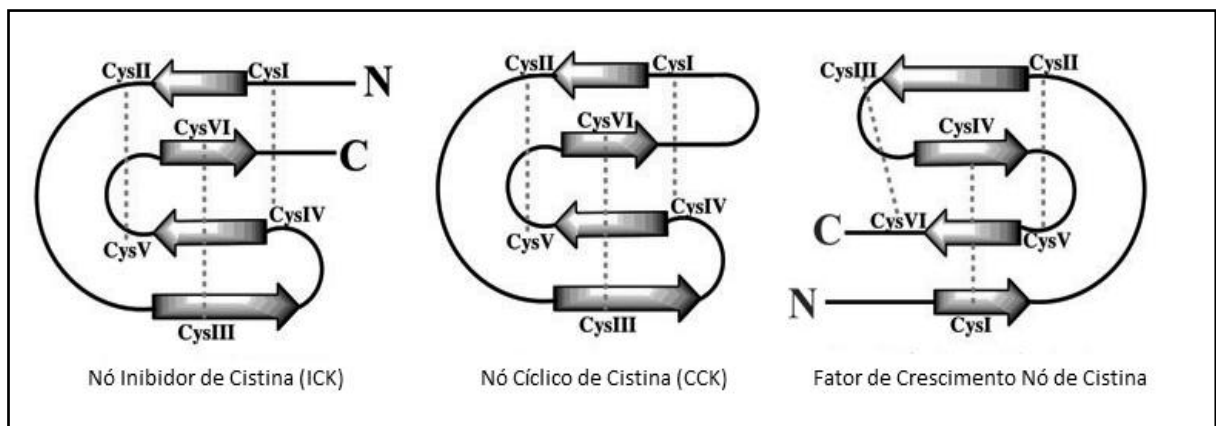 CysII CysI N
CysVI
C
CysV CysIV
CysIII
Nó Inibidor de Cistina (ICK)
CysII CysI
CysVI
CysV CysIV
CysIII
Nó Cíclico de Cistina (CCK)
CysIII CysII
CysIV
C CysVI CysV
N
CysI
Fator de Crescimento Nó de Cistina